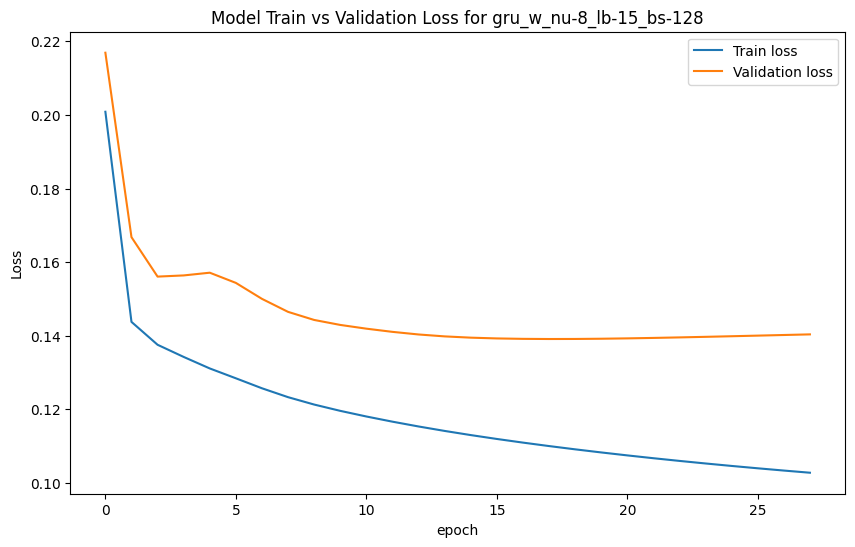 Model Train vs Validation Loss for gru_w_nu-8_lb-15_bs-128
Train loss
Validation loss
0.22
0.20
0.18
0.16
0.14
0.12
0.10
Loss
0
5
10
15
20
25
epoch